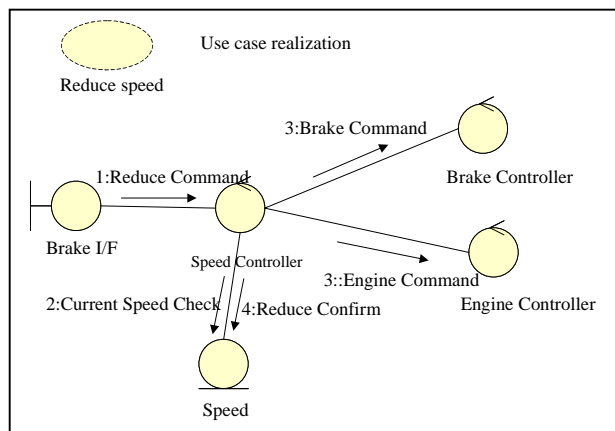 Use case realization
Reduce speed
3:Brake Command
1:Reduce Command
Brake Controller
Brake I/F
Speed Controller
3::Engine Command
Engine Controller
2:Current Speed Check
4:Reduce Confirm
Speed